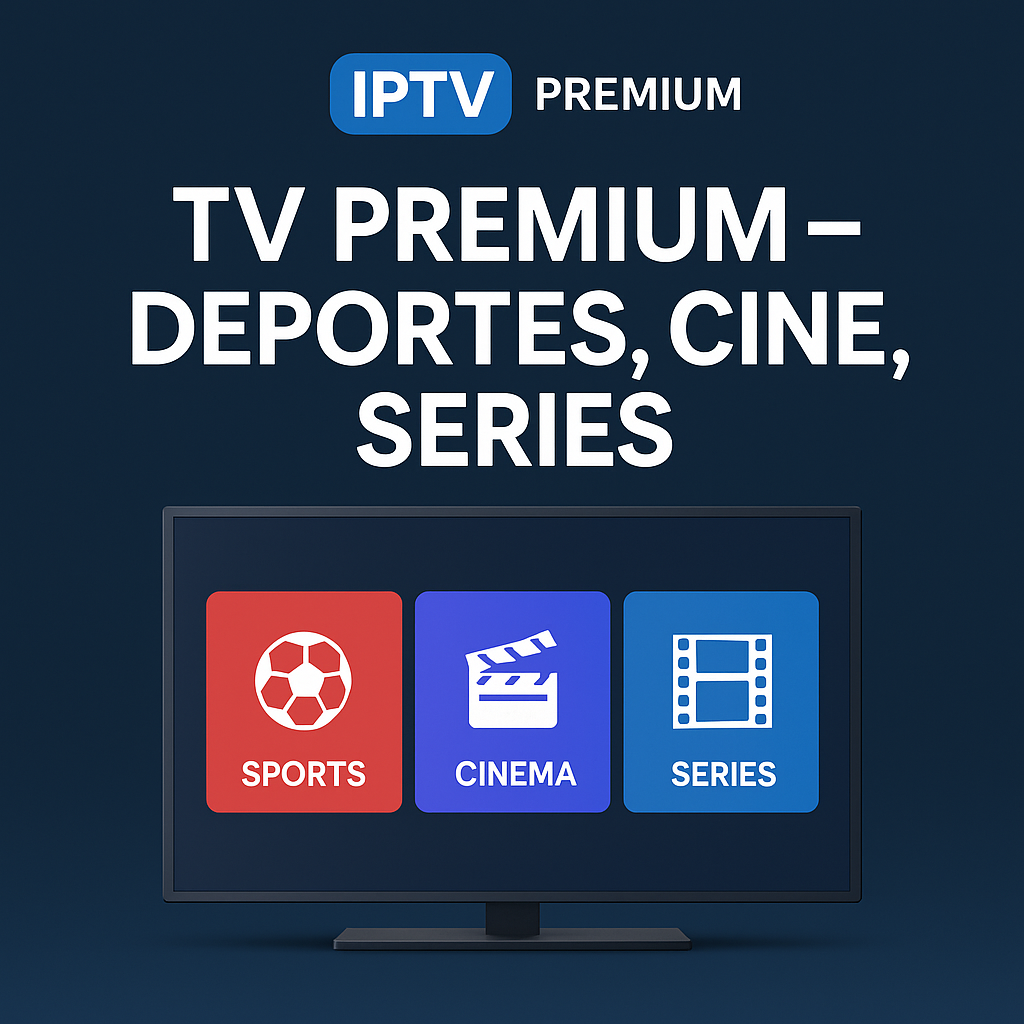 IPTV PREMIUM
TV PREMIUM –
DEPORTES, CINE,
SERIES
SPORTS
CINEMA
SERIES